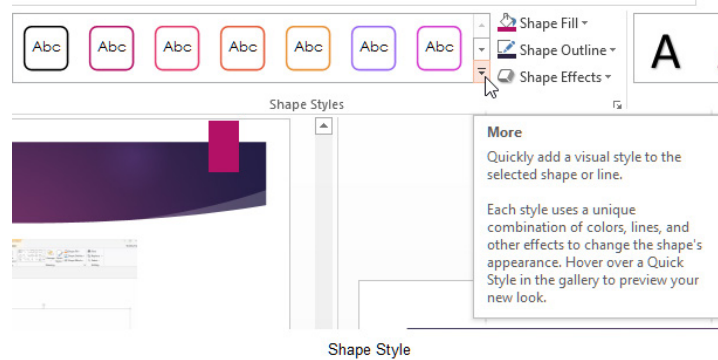 Abc Abc Abc Abc Abc Abc Abc
Shape Fill
Shape Outline
Shape Effects
A
Shape Styles
More
Quickly add a visual style to the
selected shape or line.
Each style uses a unique
combination of colors, lines, and
other effects to change the shape's
appearance. Hover over a Quick
Style in the gallery to preview your
new look.
Shape Style